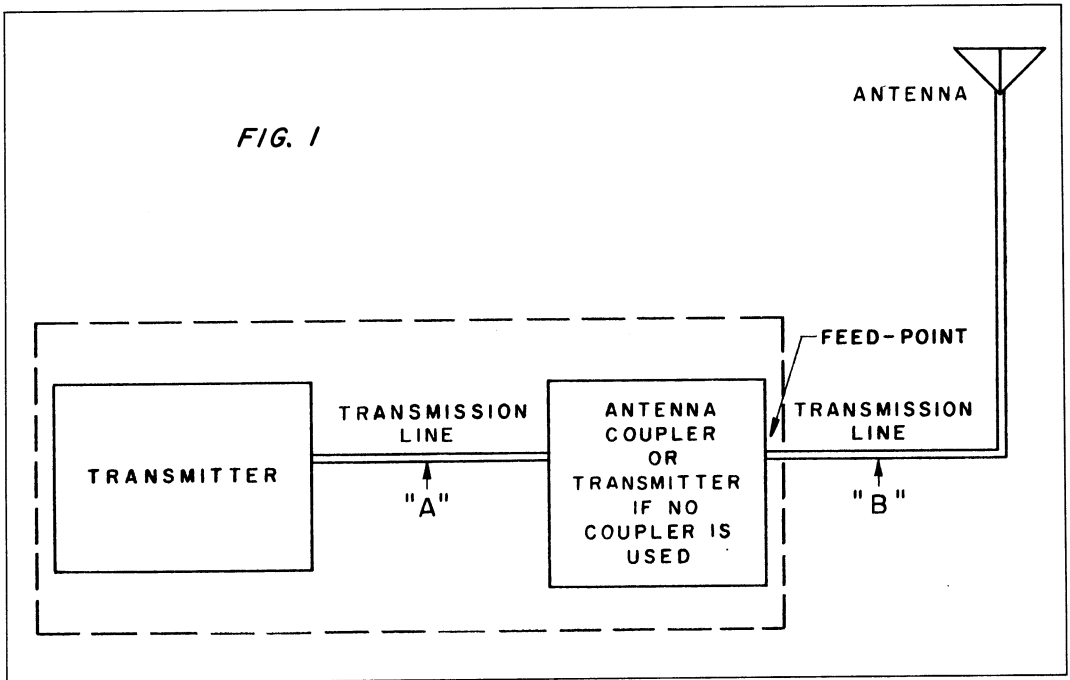 ANTENNA
FIG. 1
FEED-POINT
TRANSMITTER
TRANSMISSION
LINE
"A"
ANTENNA
COUPLER
OR
TRANSMITTER
IF NO
COUPLER IS
USED
TRANSMISSION
LINE
"B"